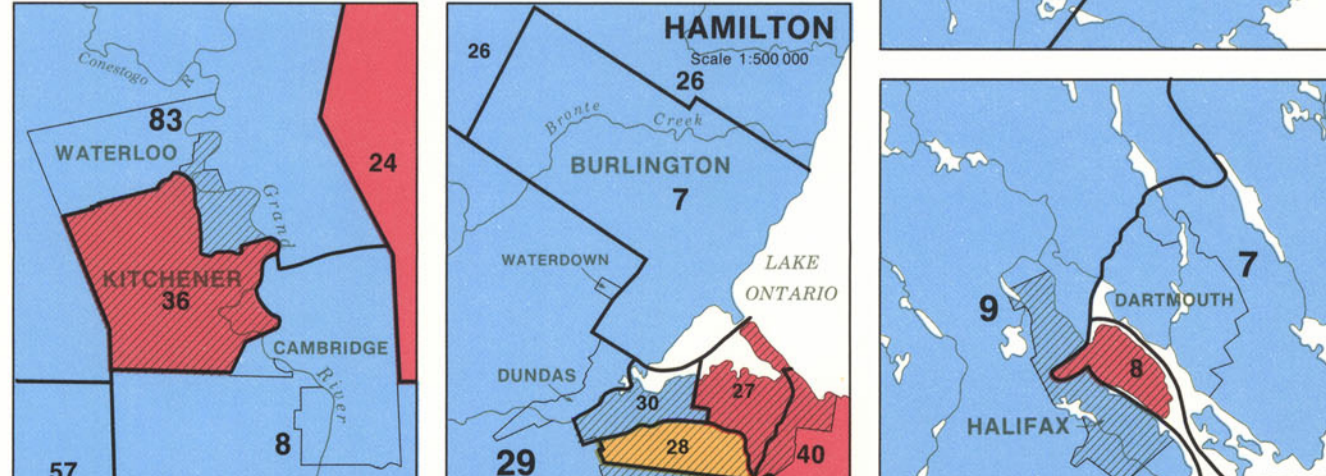 Conestogo
R
83
WATERLOO
24
Grand
KITCHENER
36
CAMBRIDGE
River
8
57
HAMILTON
Scale 1:500 000
26
26
Bronte Creek
BURLINGTON
7
WATERDOWN
LAKE
ONTARIO
DUNDAS
30
27
28
40
29
7
9
DARTMOUTH
8
HALIFAX